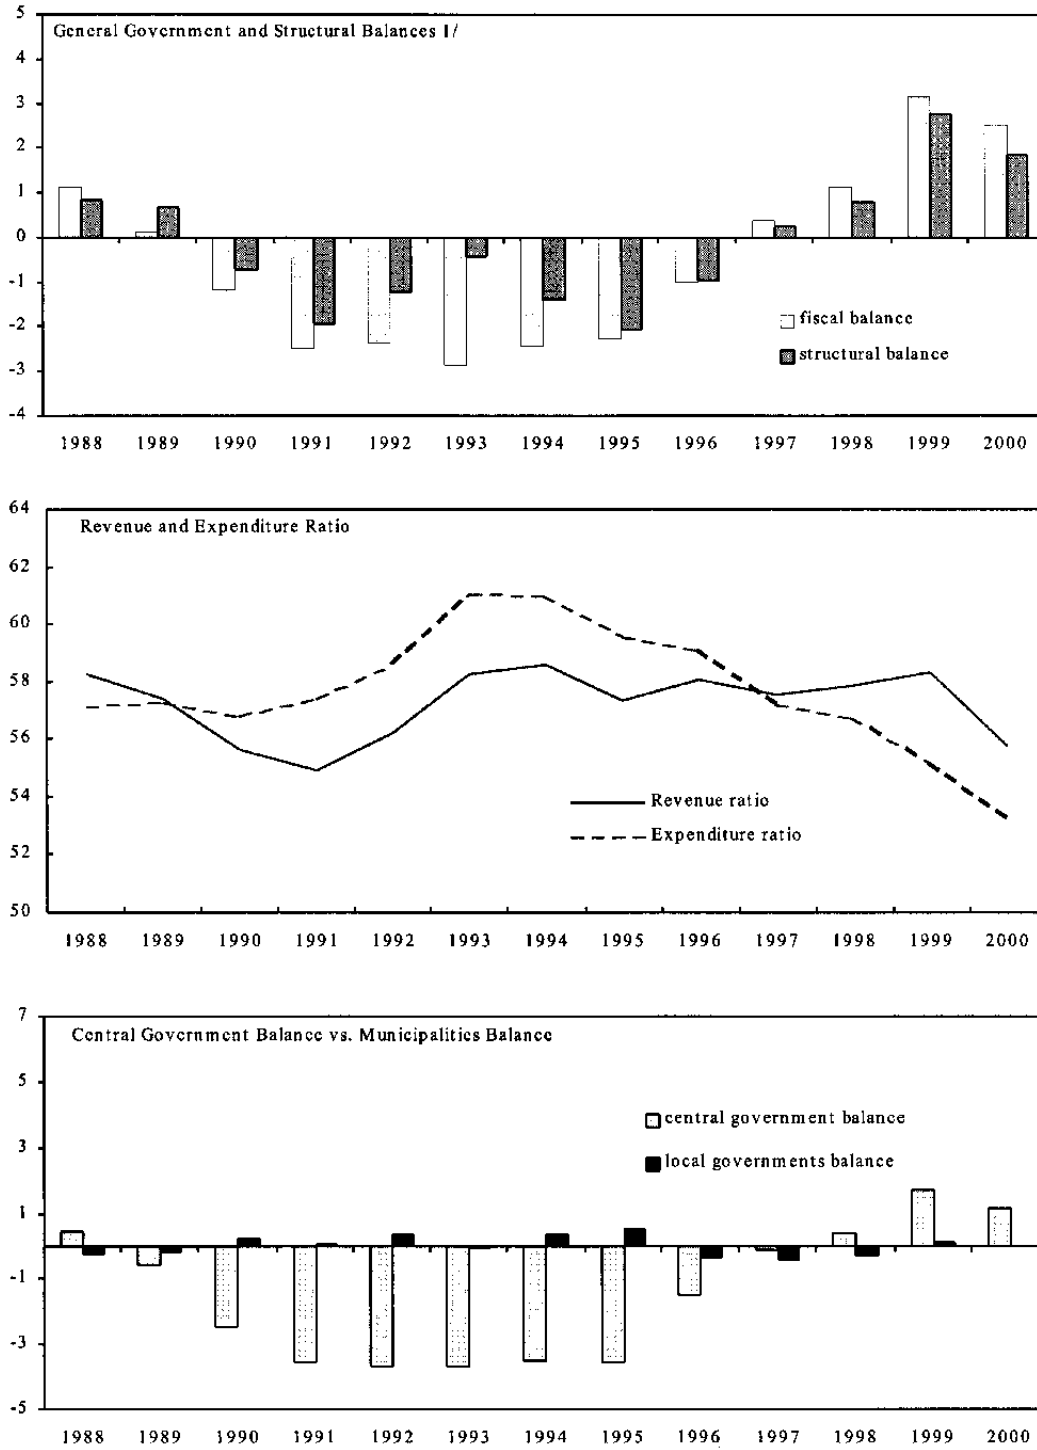 General Government and Structural Balances 1/
5
4
3
2
1
0
-1
-2
-3
-4
fiscal balance
structural balance
1988 1989 1990 1991 1992 1993 1994 1995 1996 1997 1998 1999 2000
Revenue and Expenditure Ratio
64
62
60
58
56
54
52
50
Revenue ratio
Expenditure ratio
1988 1989 1990 1991 1992 1993 1994 1995 1996 1997 1998 1999 2000
Central Government Balance vs. Municipalities Balance
7
5
3
1
-1
-3
-5
central government balance
local governments balance
1988 1989 1990 1991 1992 1993 1994 1995 1996 1997 1998 1999 2000